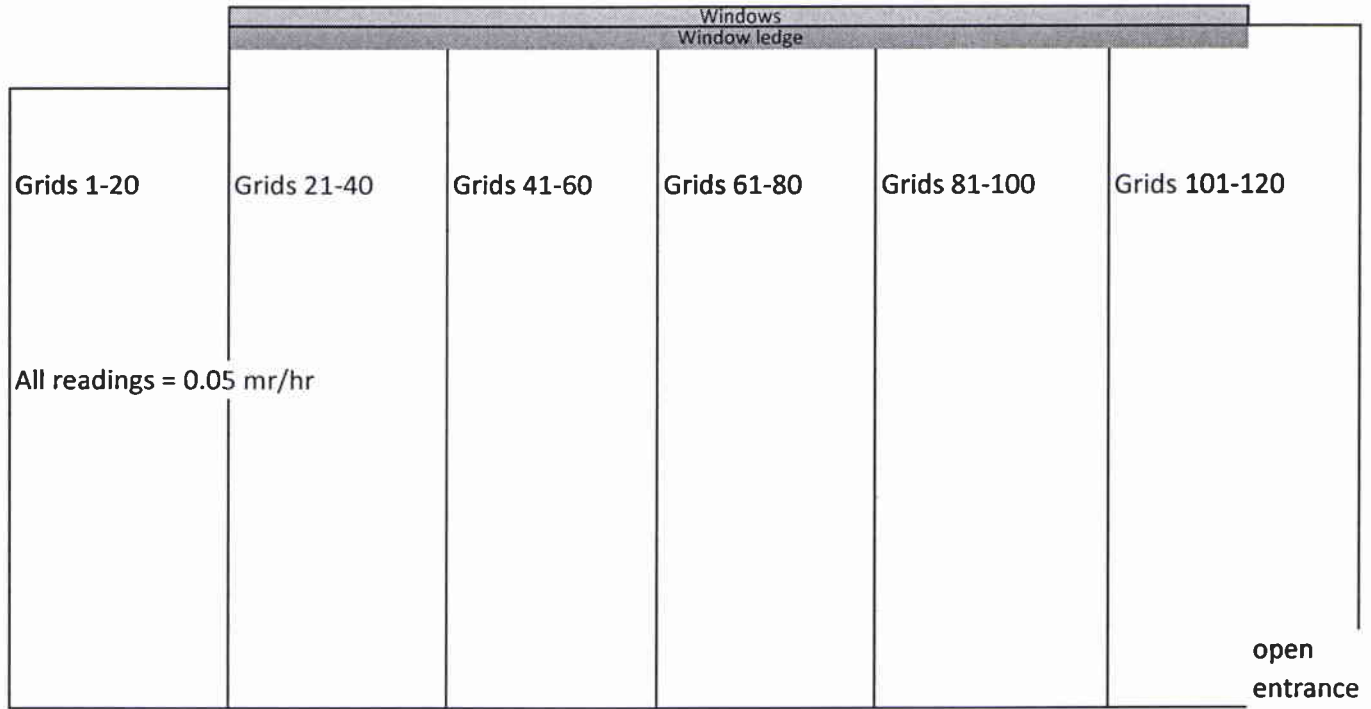 Windows
Window ledge
Grids 1-20 Grids 21-40 Grids 41-60 Grids 61-80 Grids 81-100 Grids 101-120
All readings = 0.05 mr/hr
open
entrance